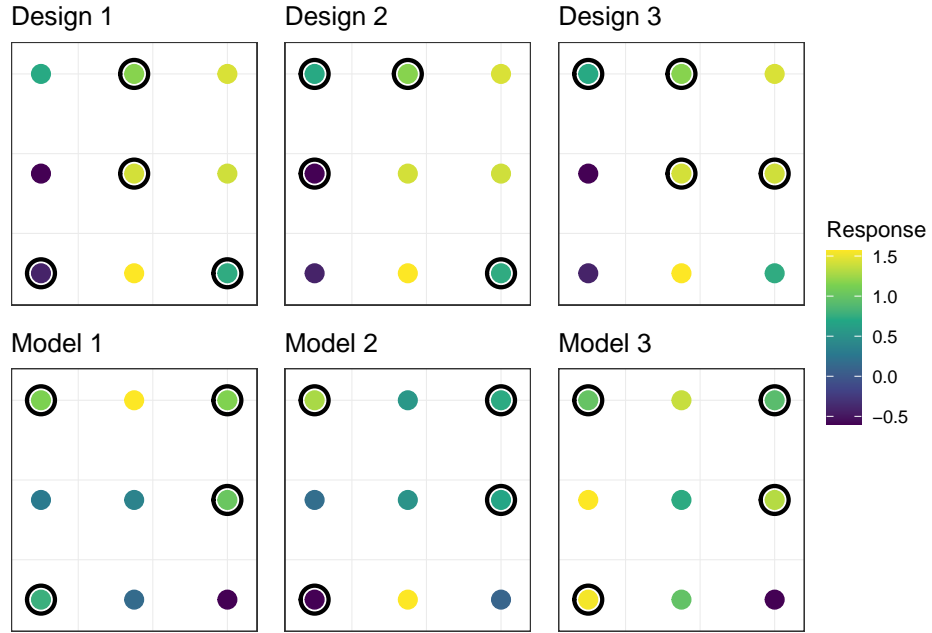 Design 1
Design 2
Design 3
Response
1.5
1.0
0.5
0.0
−0.5
Model 1
Model 2
Model 3